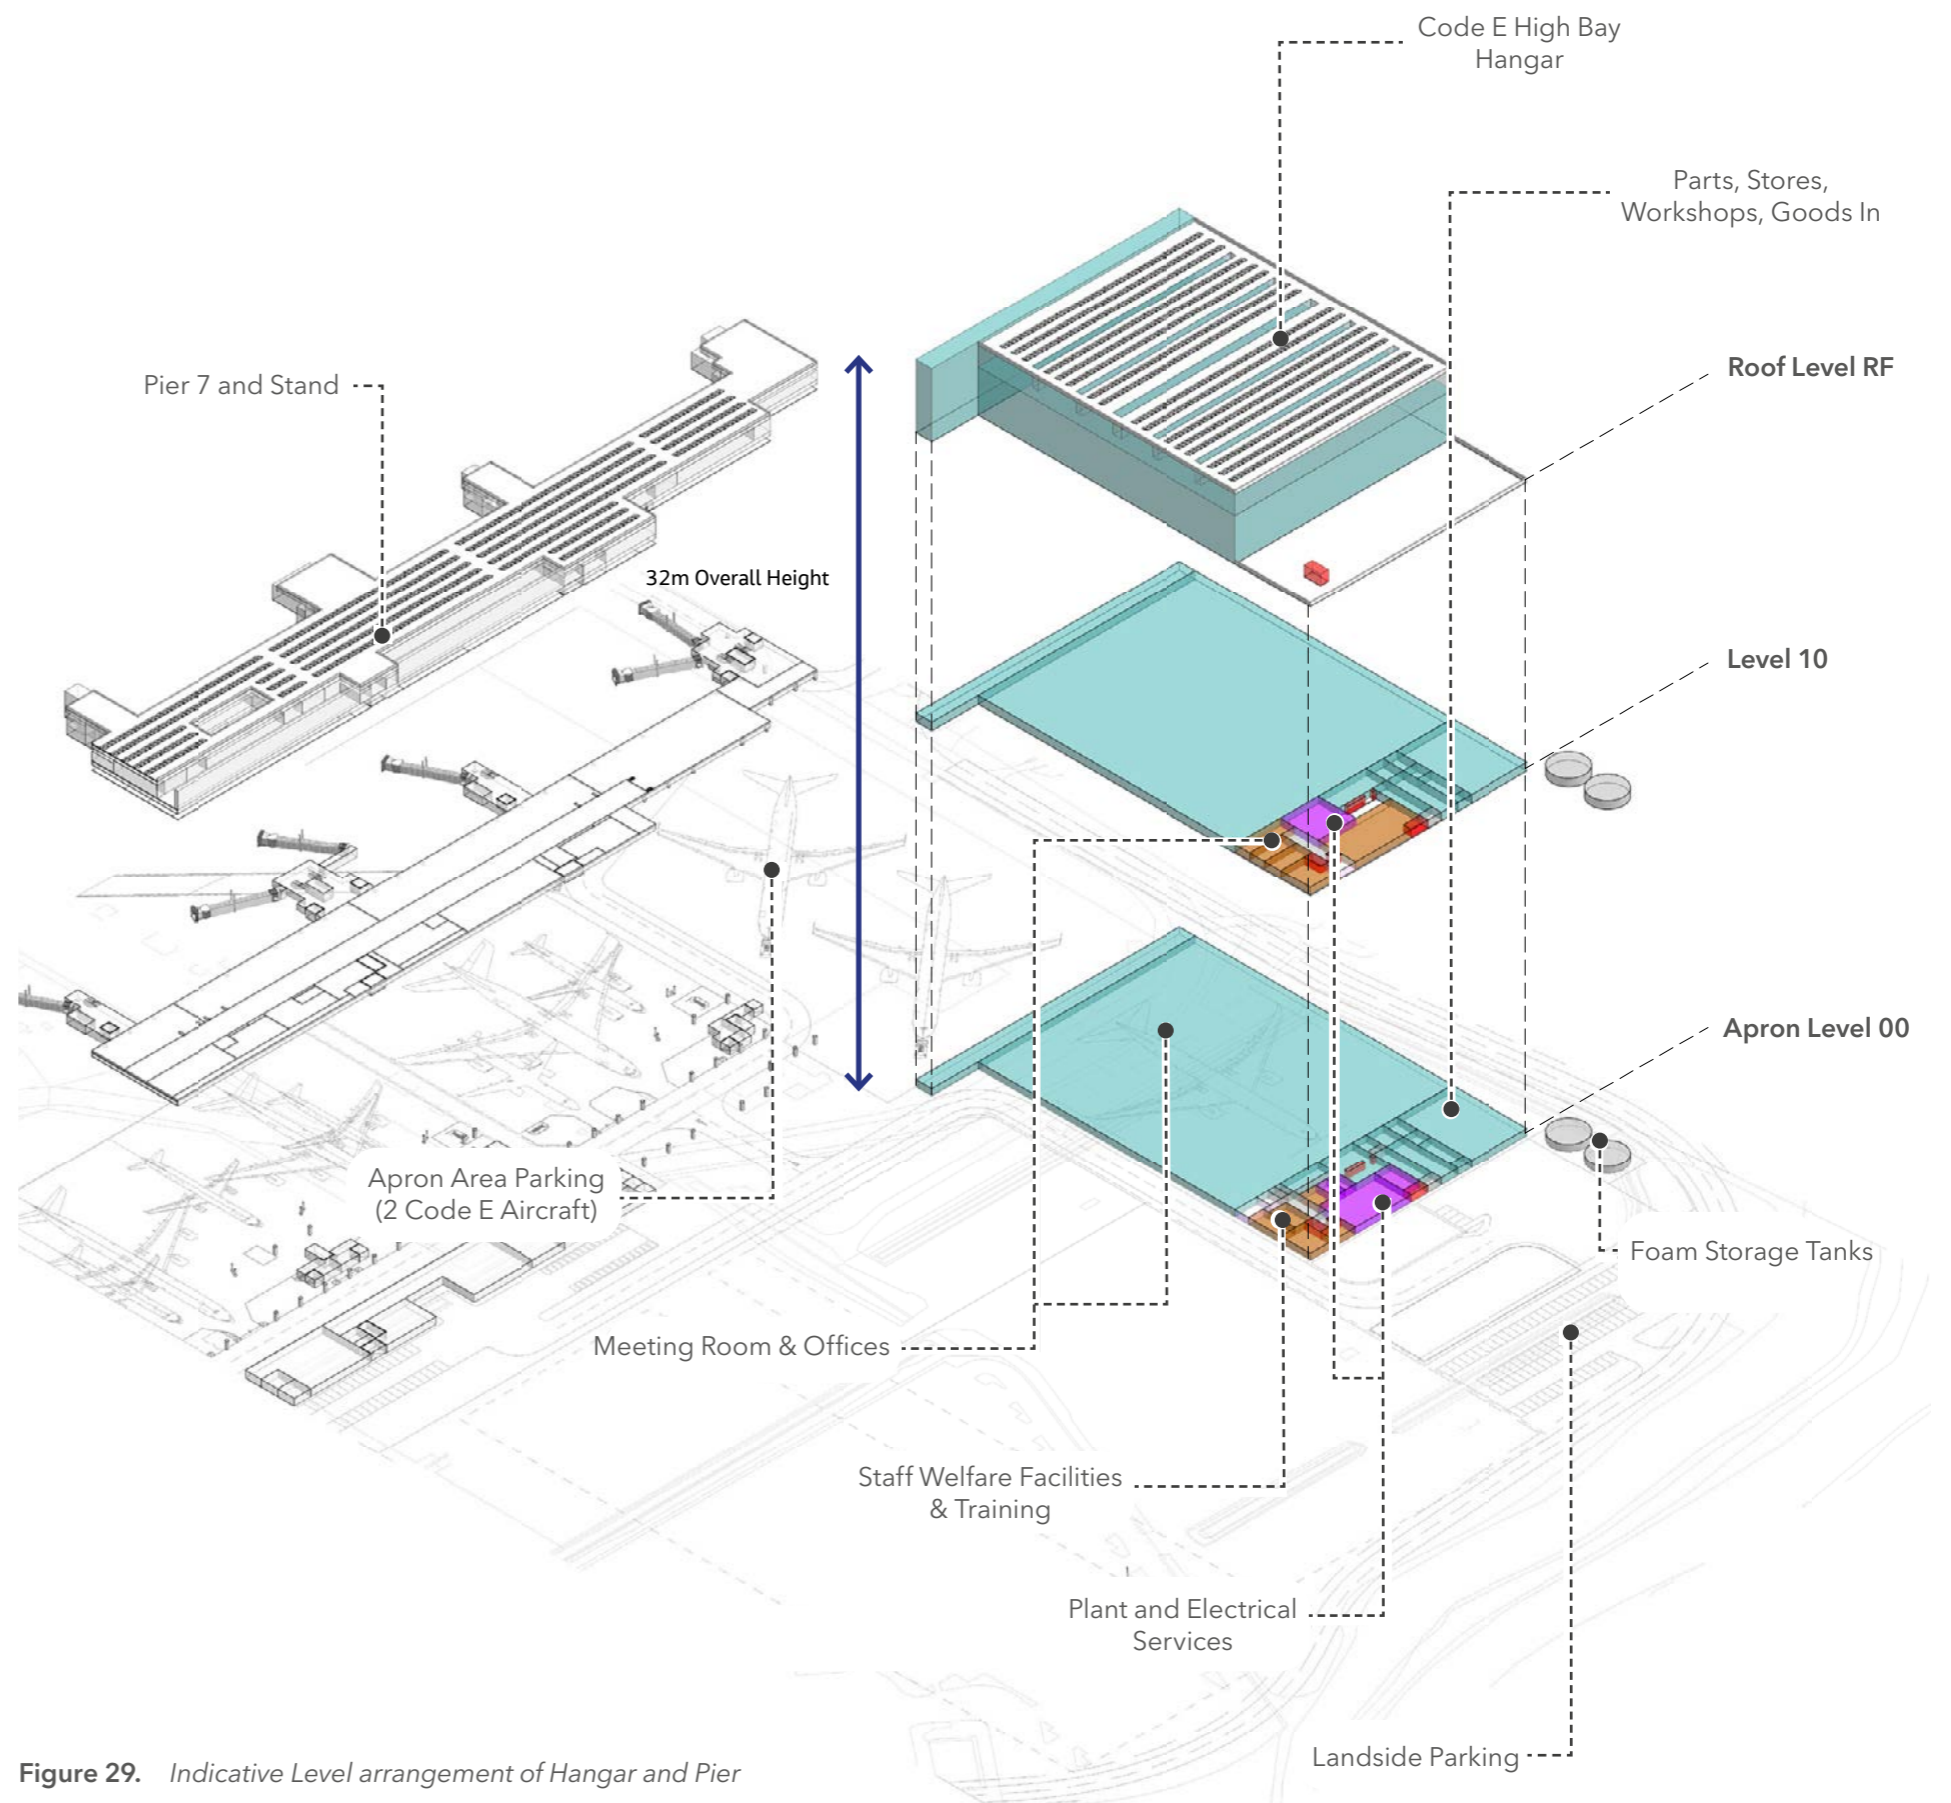 Code E High Bay
Hangar
Parts, Stores,
Workshops, Goods In
Roof Level RF
Pier 7 and Stand
32m Overall Height
Level 10
Apron Level 00
Apron Area Parking
(2 Code E Aircraft)
Foam Storage Tanks
Meeting Room & Offices
Staff Welfare Facilities
& Training
Plant and Electrical
Services
Landside Parking
Figure 29. Indicative Level arrangement of Hangar and Pier